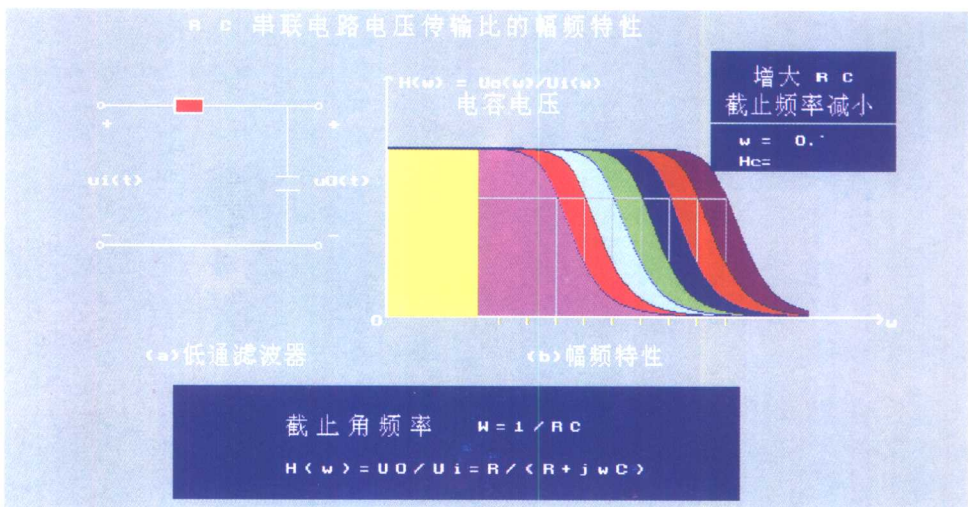 R C 串联电路电压传输比的幅频特性
H(w) = Uo(w)/Ui(w)
电容电压
增大 R C
截止频率减小
w = 0.
Hc=
+
+
ui(t)
u0(t)
-
-
0
w
(a)低通滤波器
(b)幅频特性
截止角频率 W=1/RC
H(w)=U0/Ui=R/(R+jwC)